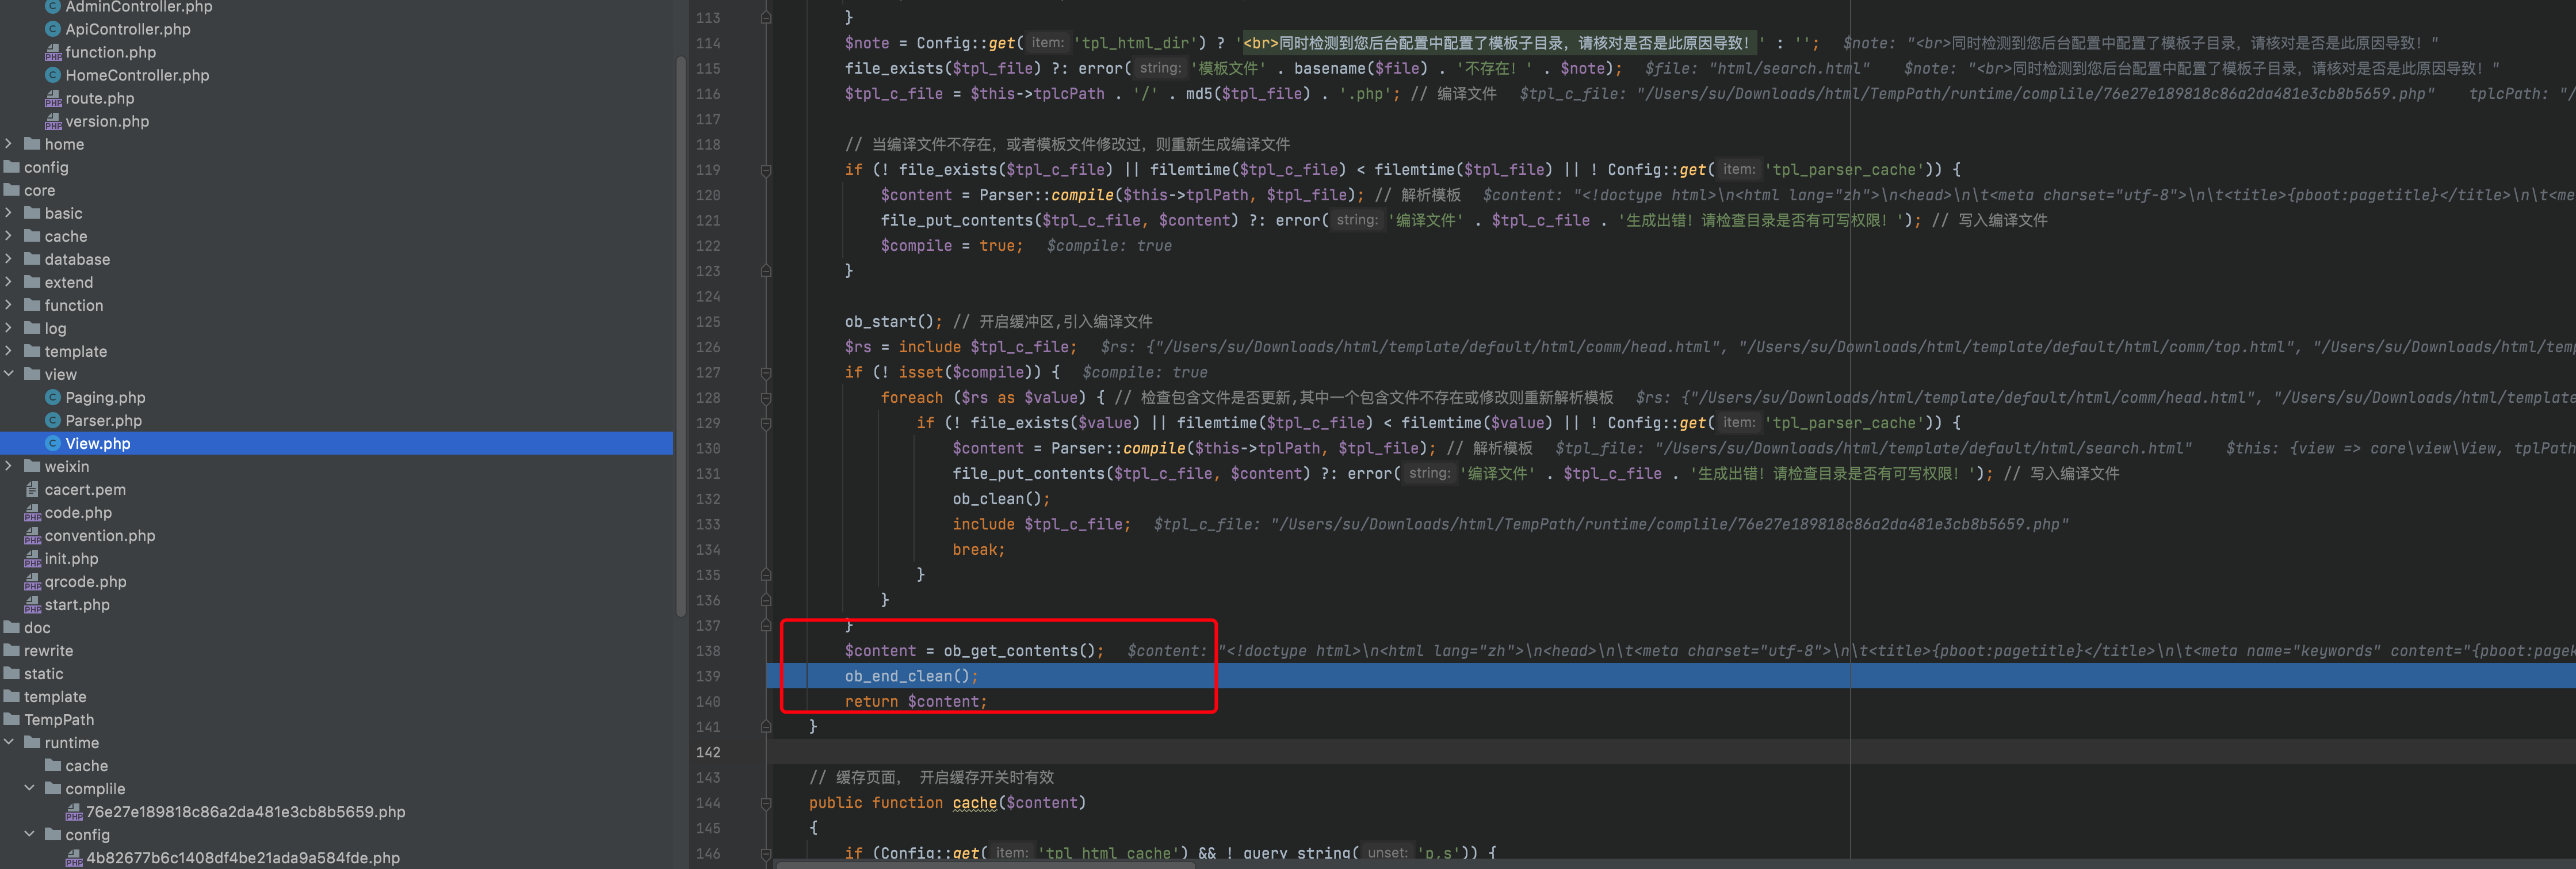 AdminController.php
ApiController.php
function.php
HomeController.php
route.php
version.php
home
config
core
basic
cache
database
extend
function
log
template
view
Paging.php
Parser.php
View.php
weixin
cacert.pem
code.php
convention.php
init.php
qrcode.php
start.php
doc
rewrite
static
template
TempPath
runtime
cache
complile
76e27e189818c86a2da481e3cb8b5659.php
config
4b82677b6c1408df4be21ada9a584fde.php
113 }
114 $note = Config::get( item: 'tpl_html_dir') ? '<br>同时检测到您后台配置中配置了模板子目录，请核对是否是此原因导致！' : ''; $note: "<br>同时检测到您后台配置中配置了模板子目录，请核对是否是此原因导致！"
115 file_exists($tpl_file) ?: error( string: '模板文件' . basename($file) . '不存在！' . $note); $file: "html/search.html" $note: "<br>同时检测到您后台配置中配置了模板子目录，请核对是否是此原因导致！"
116 $tpl_c_file = $this->tplcPath . '/' . md5($tpl_file) . '.php'; // 编译文件 $tpl_c_file: "/Users/su/Downloads/html/TempPath/runtime/complile/76e27e189818c86a2da481e3cb8b5659.php" tplcPath: "/
117
118 // 当编译文件不存在，或者模板文件修改过，则重新生成编译文件
119 if (! file_exists($tpl_c_file) || filemtime($tpl_c_file) < filemtime($tpl_file) || ! Config::get( item: 'tpl_parser_cache')) {
120 $content = Parser::compile($this->tplPath, $tpl_file); // 解析模板 $content: "<!doctype html>\n<html lang="zh">\n<head>\n\t<meta charset="utf-8">\n\t<title>{pboot:pagetitle}</title>\n\t<me
121 file_put_contents($tpl_c_file, $content) ?: error( string: '编译文件' . $tpl_c_file . '生成出错！请检查目录是否有可写权限！'); // 写入编译文件
122 $compile = true; $compile: true
123 }
124
125 ob_start(); // 开启缓冲区,引入编译文件
126 $rs = include $tpl_c_file; $rs: {"/Users/su/Downloads/html/template/default/html/comm/head.html", "/Users/su/Downloads/html/template/default/html/comm/top.html", "/Users/su/Downloads/html/temp
127 if (! isset($compile)) { $compile: true
128 foreach ($rs as $value) { // 检查包含文件是否更新,其中一个包含文件不存在或修改则重新解析模板 $rs: {"/Users/su/Downloads/html/template/default/html/comm/head.html", "/Users/su/Downloads/html/template
129 if (! file_exists($value) || filemtime($tpl_c_file) < filemtime($value) || ! Config::get( item: 'tpl_parser_cache')) {
130 $content = Parser::compile($this->tplPath, $tpl_file); // 解析模板 $tpl_file: "/Users/su/Downloads/html/template/default/html/search.html" $this: {view => core\view\View, tplPath
131 file_put_contents($tpl_c_file, $content) ?: error( string: '编译文件' . $tpl_c_file . '生成出错！请检查目录是否有可写权限！'); // 写入编译文件
132 ob_clean();
133 include $tpl_c_file; $tpl_c_file: "/Users/su/Downloads/html/TempPath/runtime/complile/76e27e189818c86a2da481e3cb8b5659.php"
134 break;
135 }
136 }
137 }
138 $content = ob_get_contents(); $content: "<!doctype html>\n<html lang="zh">\n<head>\n\t<meta charset="utf-8">\n\t<title>{pboot:pagetitle}</title>\n\t<meta name="keywords" content="{pboot:pagek
139 ob_end_clean();
140 return $content;
141 }
142
143 // 缓存页面， 开启缓存开关时有效
144 public function cache($content)
145 {
146 if (Config::get( item: 'tpl_html_cache') && ! query_string( unset: 'p,s')) {